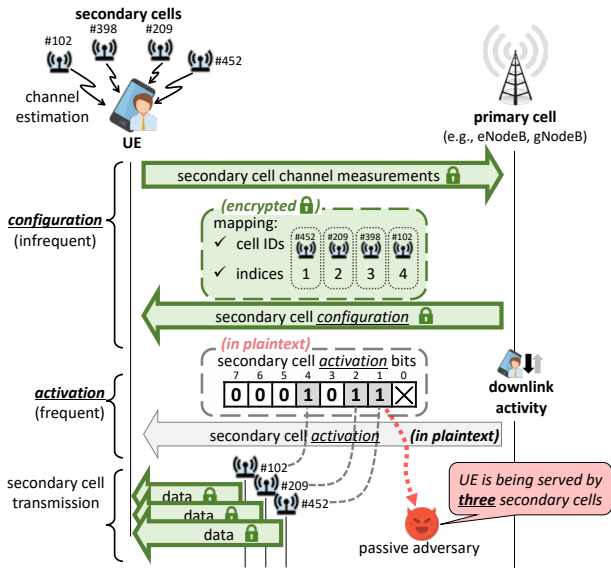 secondary cells
#102
#398
#209
#452
channel
estimation
UE
primary cell
(e.g., eNodeB, gNodeB)
secondary cell channel measurements
configuration
(infrequent)
(encrypted)
mapping:
✓ cell IDs
#452
#209
#398
#102
✓ indices
1
2
3
4
secondary cell configuration
(in plaintext)
secondary cell activation bits
7 6 5 4 3 2 1 0
0 0 0 1 0 1 1
activation
(frequent)
downlink
activity
secondary cell activation (in plaintext)
secondary cell
transmission
#102
#209
#452
data
data
data
UE is being served by
three secondary cells
passive adversary